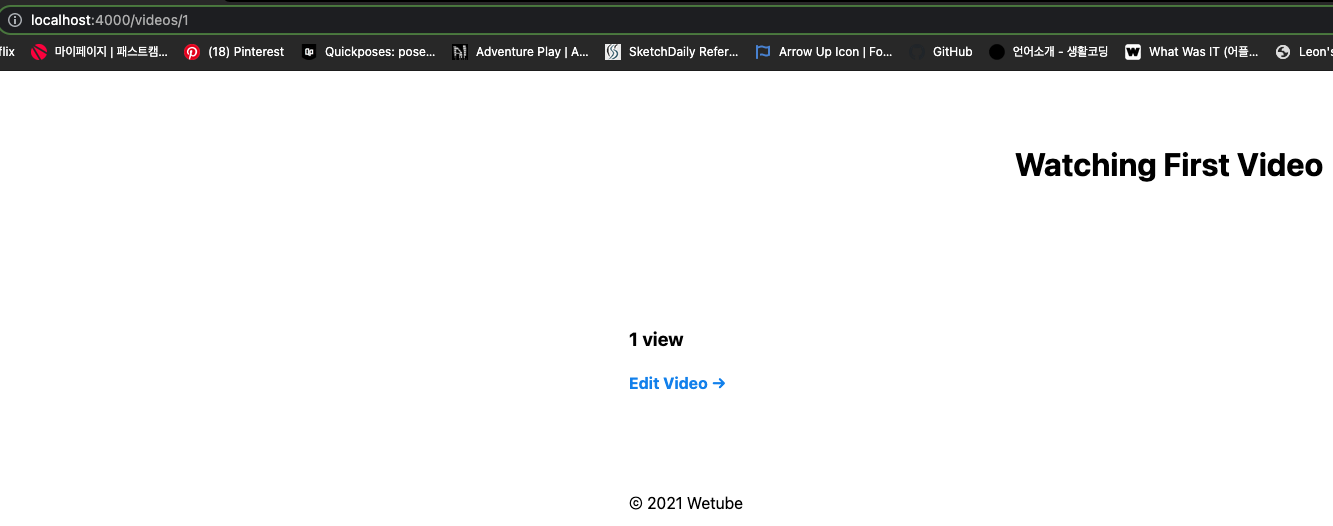 localhost:4000/videos/1
flix 마이페이지 | 패스트캠... (18) Pinterest Quickposes: pose... Adventure Play | A... SketchDaily Refer... Arrow Up Icon | Fo... GitHub 언어소개 - 생활코딩 What Was IT (어플... Leon's
Watching First Video
1 view
Edit Video →
© 2021 Wetube